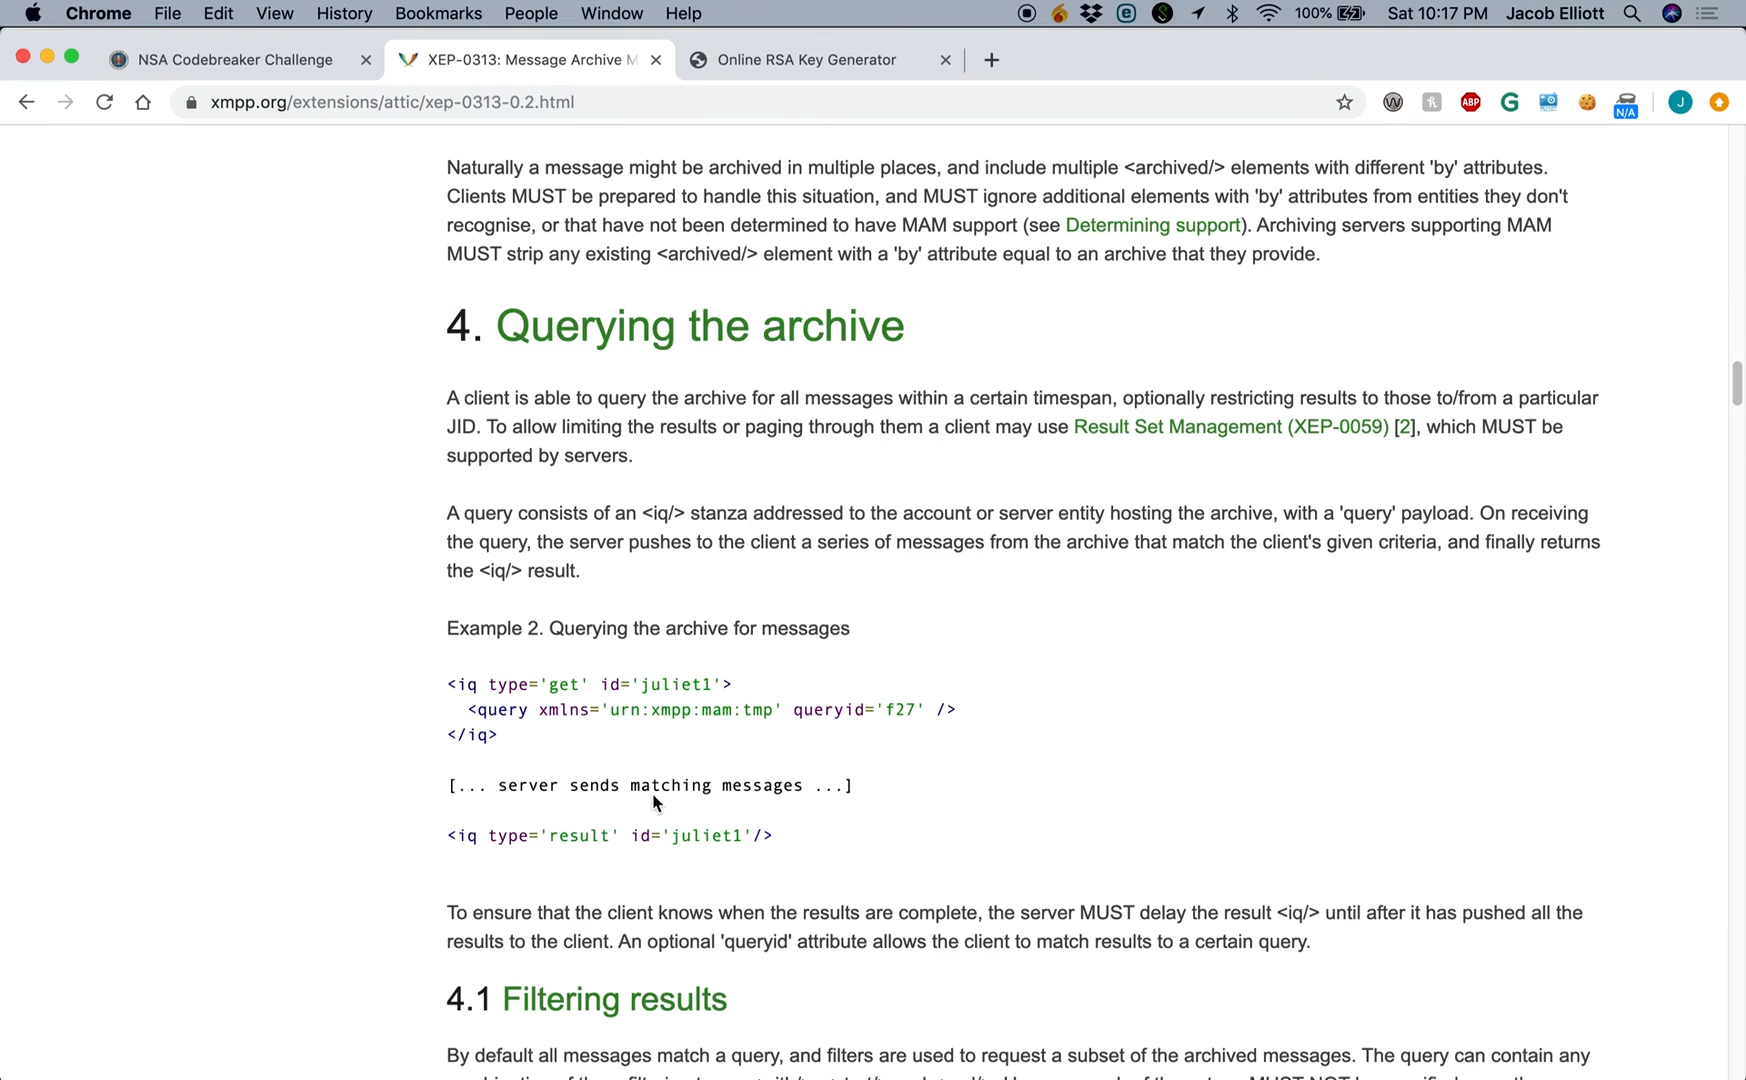 Chrome File Edit View History Bookmarks People Window Help 100% Sat 10:17 PM Jacob Elliott
NSA Codebreaker Challenge XEP-0313: Message Archive M Online RSA Key Generator
xmpp.org/extensions/attic/xep-0313-0.2.html ABP G N/A J
Naturally a message might be archived in multiple places, and include multiple <archived/> elements with different 'by' attributes.
Clients MUST be prepared to handle this situation, and MUST ignore additional elements with 'by' attributes from entities they don't
recognise, or that have not been determined to have MAM support (see Determining support). Archiving servers supporting MAM
MUST strip any existing <archived/> element with a 'by' attribute equal to an archive that they provide.
4. Querying the archive
A client is able to query the archive for all messages within a certain timespan, optionally restricting results to those to/from a particular
JID. To allow limiting the results or paging through them a client may use Result Set Management (XEP-0059) [2], which MUST be
supported by servers.
A query consists of an <iq/> stanza addressed to the account or server entity hosting the archive, with a 'query' payload. On receiving
the query, the server pushes to the client a series of messages from the archive that match the client's given criteria, and finally returns
the <iq/> result.
Example 2. Querying the archive for messages
<iq type='get' id='juliet1'>
<query xmlns='urn:xmpp:mam:tmp' queryid='f27' />
</iq>
[... server sends matching messages ...]
<iq type='result' id='juliet1'/>
To ensure that the client knows when the results are complete, the server MUST delay the result <iq/> until after it has pushed all the
results to the client. An optional 'queryid' attribute allows the client to match results to a certain query.
4.1 Filtering results
By default all messages match a query, and filters are used to request a subset of the archived messages. The query can contain any